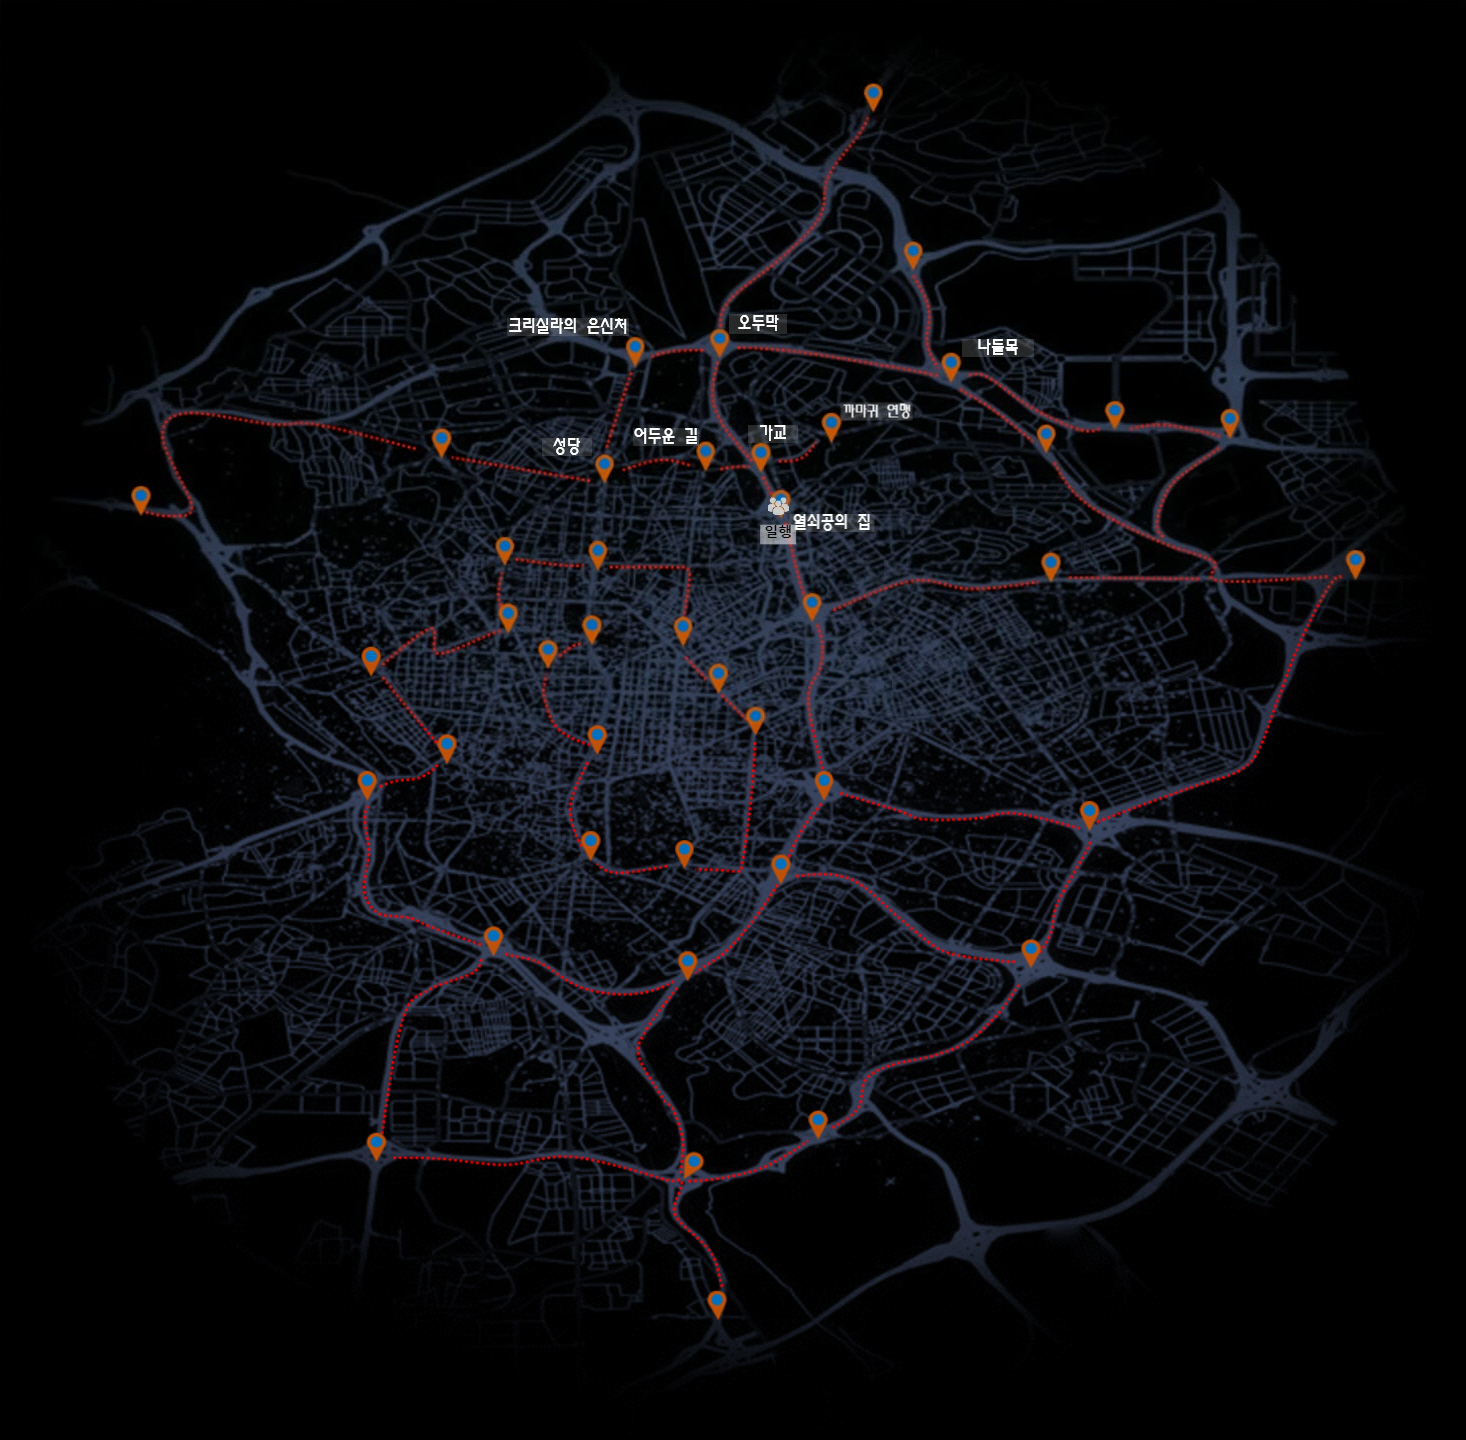 오두막
크리실라의 은신처
나들목
까마귀 연맹
성당
어두운 길
가교
열쇠공의 집
일행